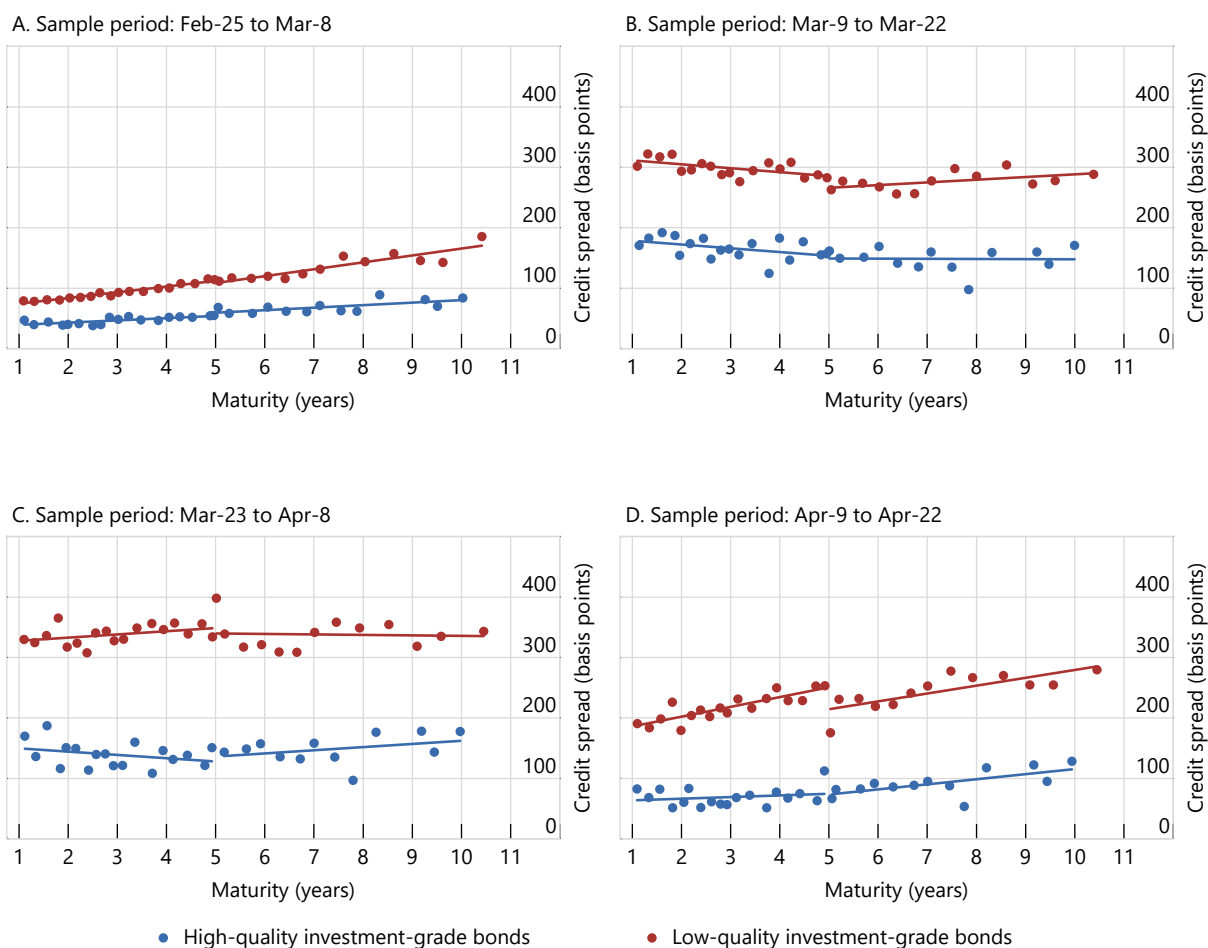 A. Sample period: Feb-25 to Mar-8
400
300
200
100
0
Credit spread (basis points)
1 2 3 4 5 6 7 8 9 10 11
Maturity (years)
B. Sample period: Mar-9 to Mar-22
400
300
200
100
0
Credit spread (basis points)
1 2 3 4 5 6 7 8 9 10 11
Maturity (years)
C. Sample period: Mar-23 to Apr-8
400
300
200
100
0
Credit spread (basis points)
1 2 3 4 5 6 7 8 9 10 11
Maturity (years)
D. Sample period: Apr-9 to Apr-22
400
300
200
100
0
Credit spread (basis points)
1 2 3 4 5 6 7 8 9 10 11
Maturity (years)
High-quality investment-grade bonds
Low-quality investment-grade bonds